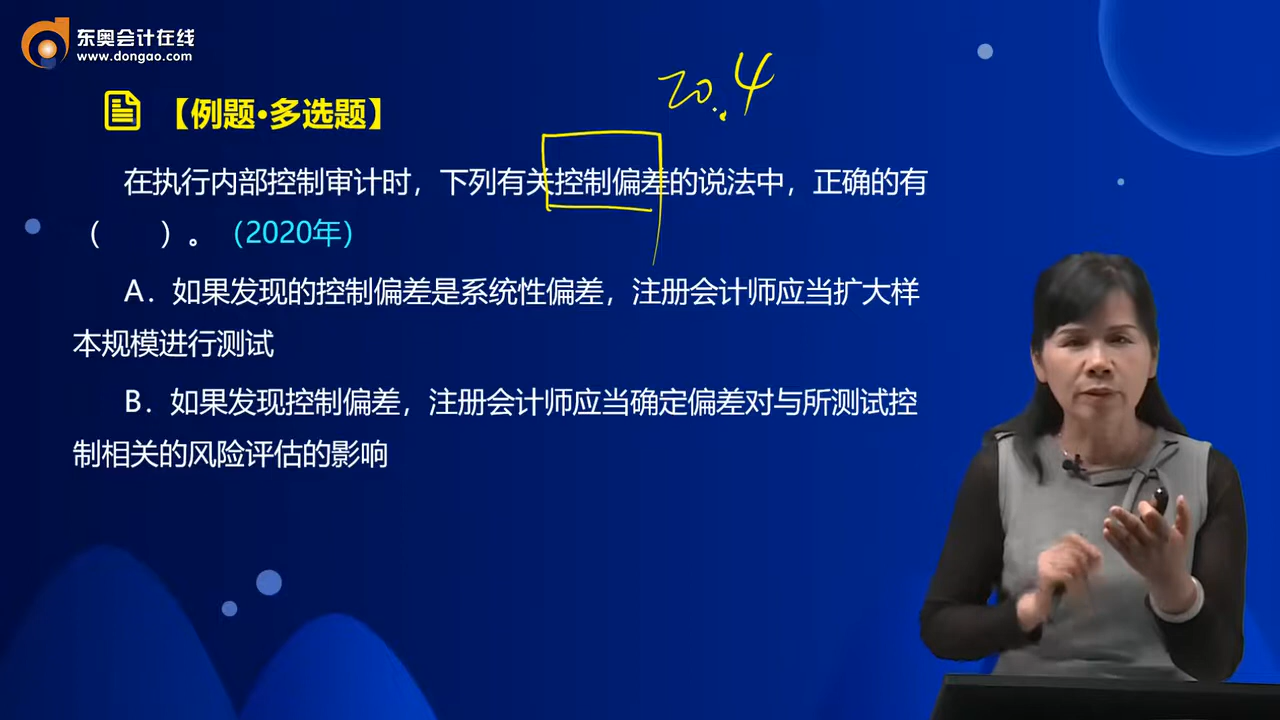 东奥会计在线
www.dongao.com
20.4
【例题·多选题】
在执行内部控制审计时，下列有关控制偏差的说法中，正确的有
（　　）。（2020年）
A．如果发现的控制偏差是系统性偏差，注册会计师应当扩大样
本规模进行测试
B．如果发现控制偏差，注册会计师应当确定偏差对与所测试控
制相关的风险评估的影响